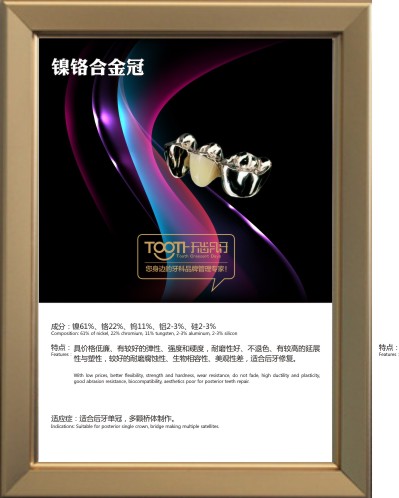 镍铬合金冠
TOOTH
您身边的牙科品牌管理专家！
成分：镍61%、铬22%、钨11%、铝2-3%、硅2-3%
Composition: 61% of nickel, 22% chromium, 11% tungsten, 2-3% aluminum, 2-3% silicon
特点：具价格低廉、有较好的弹性、强度和硬度，耐磨性好、不退色、有较高的延展
Features
性与塑性，较好的耐磨腐蚀性、生物相容性、美观性差，适合后牙修复。
With low prices, better flexibility, strength and hardness, wear resistance, do not fade, high ductility and plasticity,
good abrasion resistance, biocompatibility, aesthetics poor for posterior teeth repair.
适应症：适合后牙单冠，多颗桥体制作。
Indications: Suitable for posterior single crown, bridge making multiple satellites.
特点：
Features